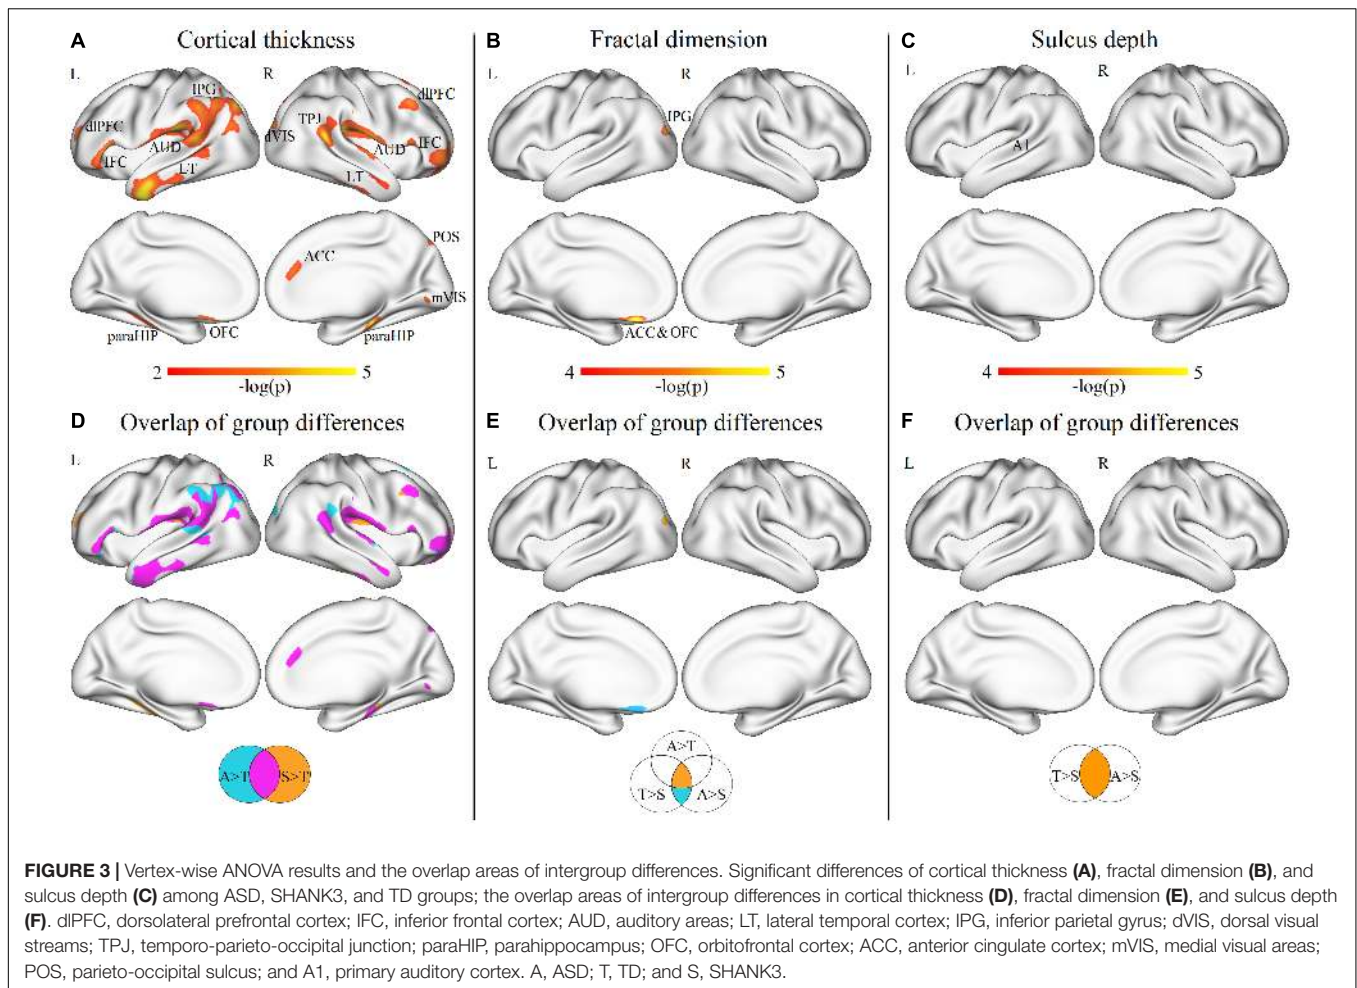 A Cortical thickness
L R
IPG
dlPFC
dlPFC
dVIS
TPJ
IFC
AUD
LT
AUD
IFC
LT
ACC
POS
mVIS
paraHIP
OFC
paraHIP
2 5
-log(p)
B Fractal dimension
L R
IPG
ACC & OFC
4 5
-log(p)
C Sulcus depth
L R
A1
4 5
-log(p)
D Overlap of group differences
L R
A>T S>T
E Overlap of group differences
L R
A>T
T>S A>S
F Overlap of group differences
L R
T>S A>S
FIGURE 3 | Vertex-wise ANOVA results and the overlap areas of intergroup differences. Significant differences of cortical thickness (A), fractal dimension (B), and
sulcus depth (C) among ASD, SHANK3, and TD groups; the overlap areas of intergroup differences in cortical thickness (D), fractal dimension (E), and sulcus depth
(F). dlPFC, dorsolateral prefrontal cortex; IFC, inferior frontal cortex; AUD, auditory areas; LT, lateral temporal cortex; IPG, inferior parietal gyrus; dVIS, dorsal visual
streams; TPJ, temporo-parieto-occipital junction; paraHIP, parahippocampus; OFC, orbitofrontal cortex; ACC, anterior cingulate cortex; mVIS, medial visual areas;
POS, parieto-occipital sulcus; and A1, primary auditory cortex. A, ASD; T, TD; and S, SHANK3.